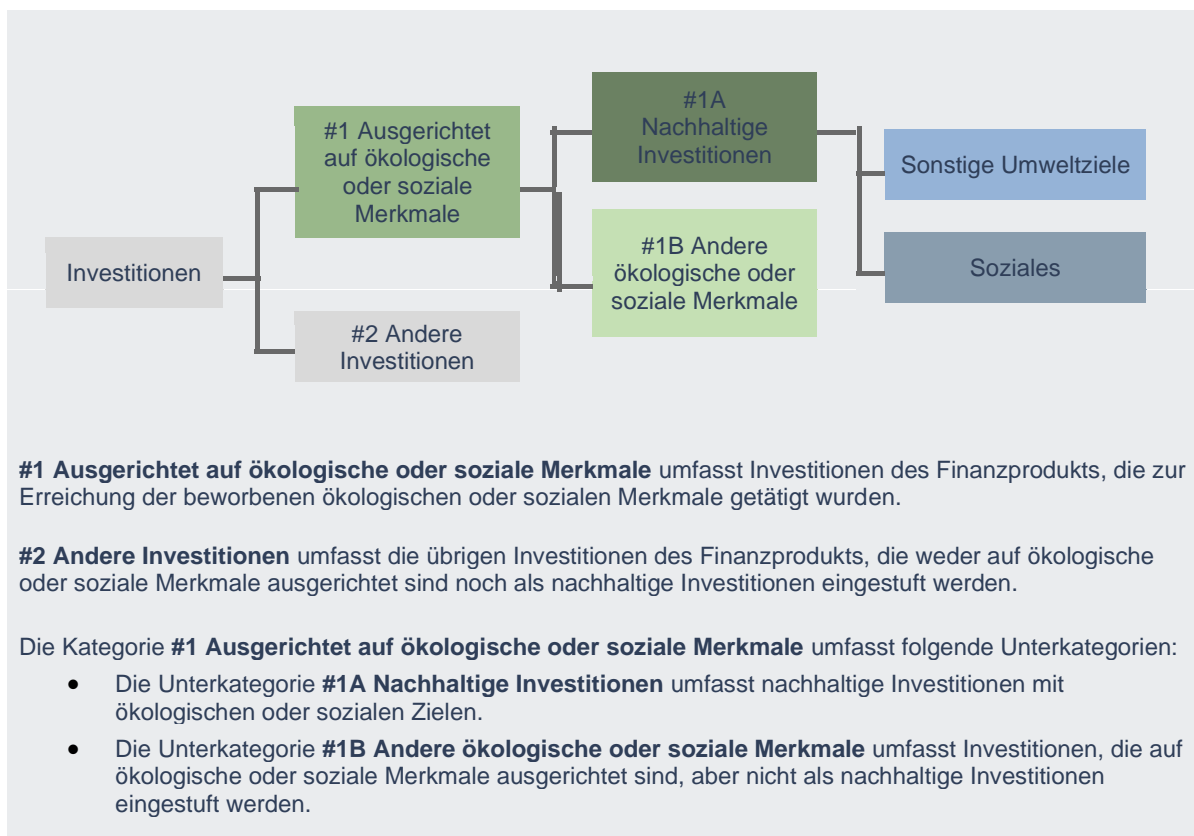 #1A
Nachhaltige
Investitionen
#1 Ausgerichtet
auf ökologische
oder soziale
Merkmale
Sonstige Umweltziele
#1B Andere
ökologische oder
soziale Merkmale
Soziales
Investitionen
#2 Andere
Investitionen
#1 Ausgerichtet auf ökologische oder soziale Merkmale umfasst Investitionen des Finanzprodukts, die zur
Erreichung der beworbenen ökologischen oder sozialen Merkmale getätigt wurden.
#2 Andere Investitionen umfasst die übrigen Investitionen des Finanzprodukts, die weder auf ökologische
oder soziale Merkmale ausgerichtet sind noch als nachhaltige Investitionen eingestuft werden.
Die Kategorie #1 Ausgerichtet auf ökologische oder soziale Merkmale umfasst folgende Unterkategorien:
• Die Unterkategorie #1A Nachhaltige Investitionen umfasst nachhaltige Investitionen mit
ökologischen oder sozialen Zielen.
• Die Unterkategorie #1B Andere ökologische oder soziale Merkmale umfasst Investitionen, die auf
ökologische oder soziale Merkmale ausgerichtet sind, aber nicht als nachhaltige Investitionen
eingestuft werden.